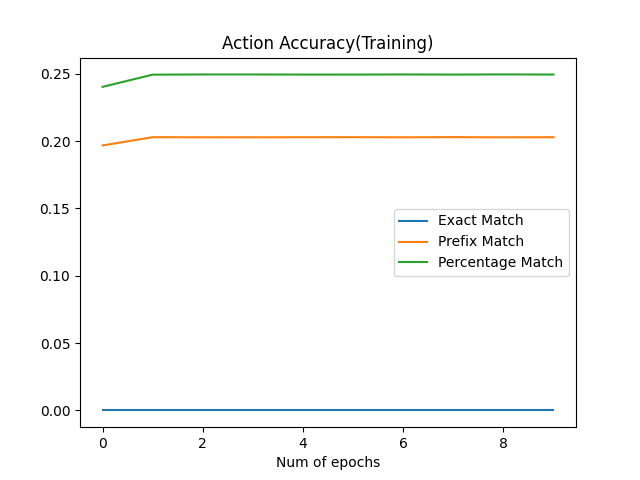 Action Accuracy(Training)
0.25
0.20
0.15
0.10
0.05
0.00
Exact Match
Prefix Match
Percentage Match
0 2 4 6 8
Num of epochs